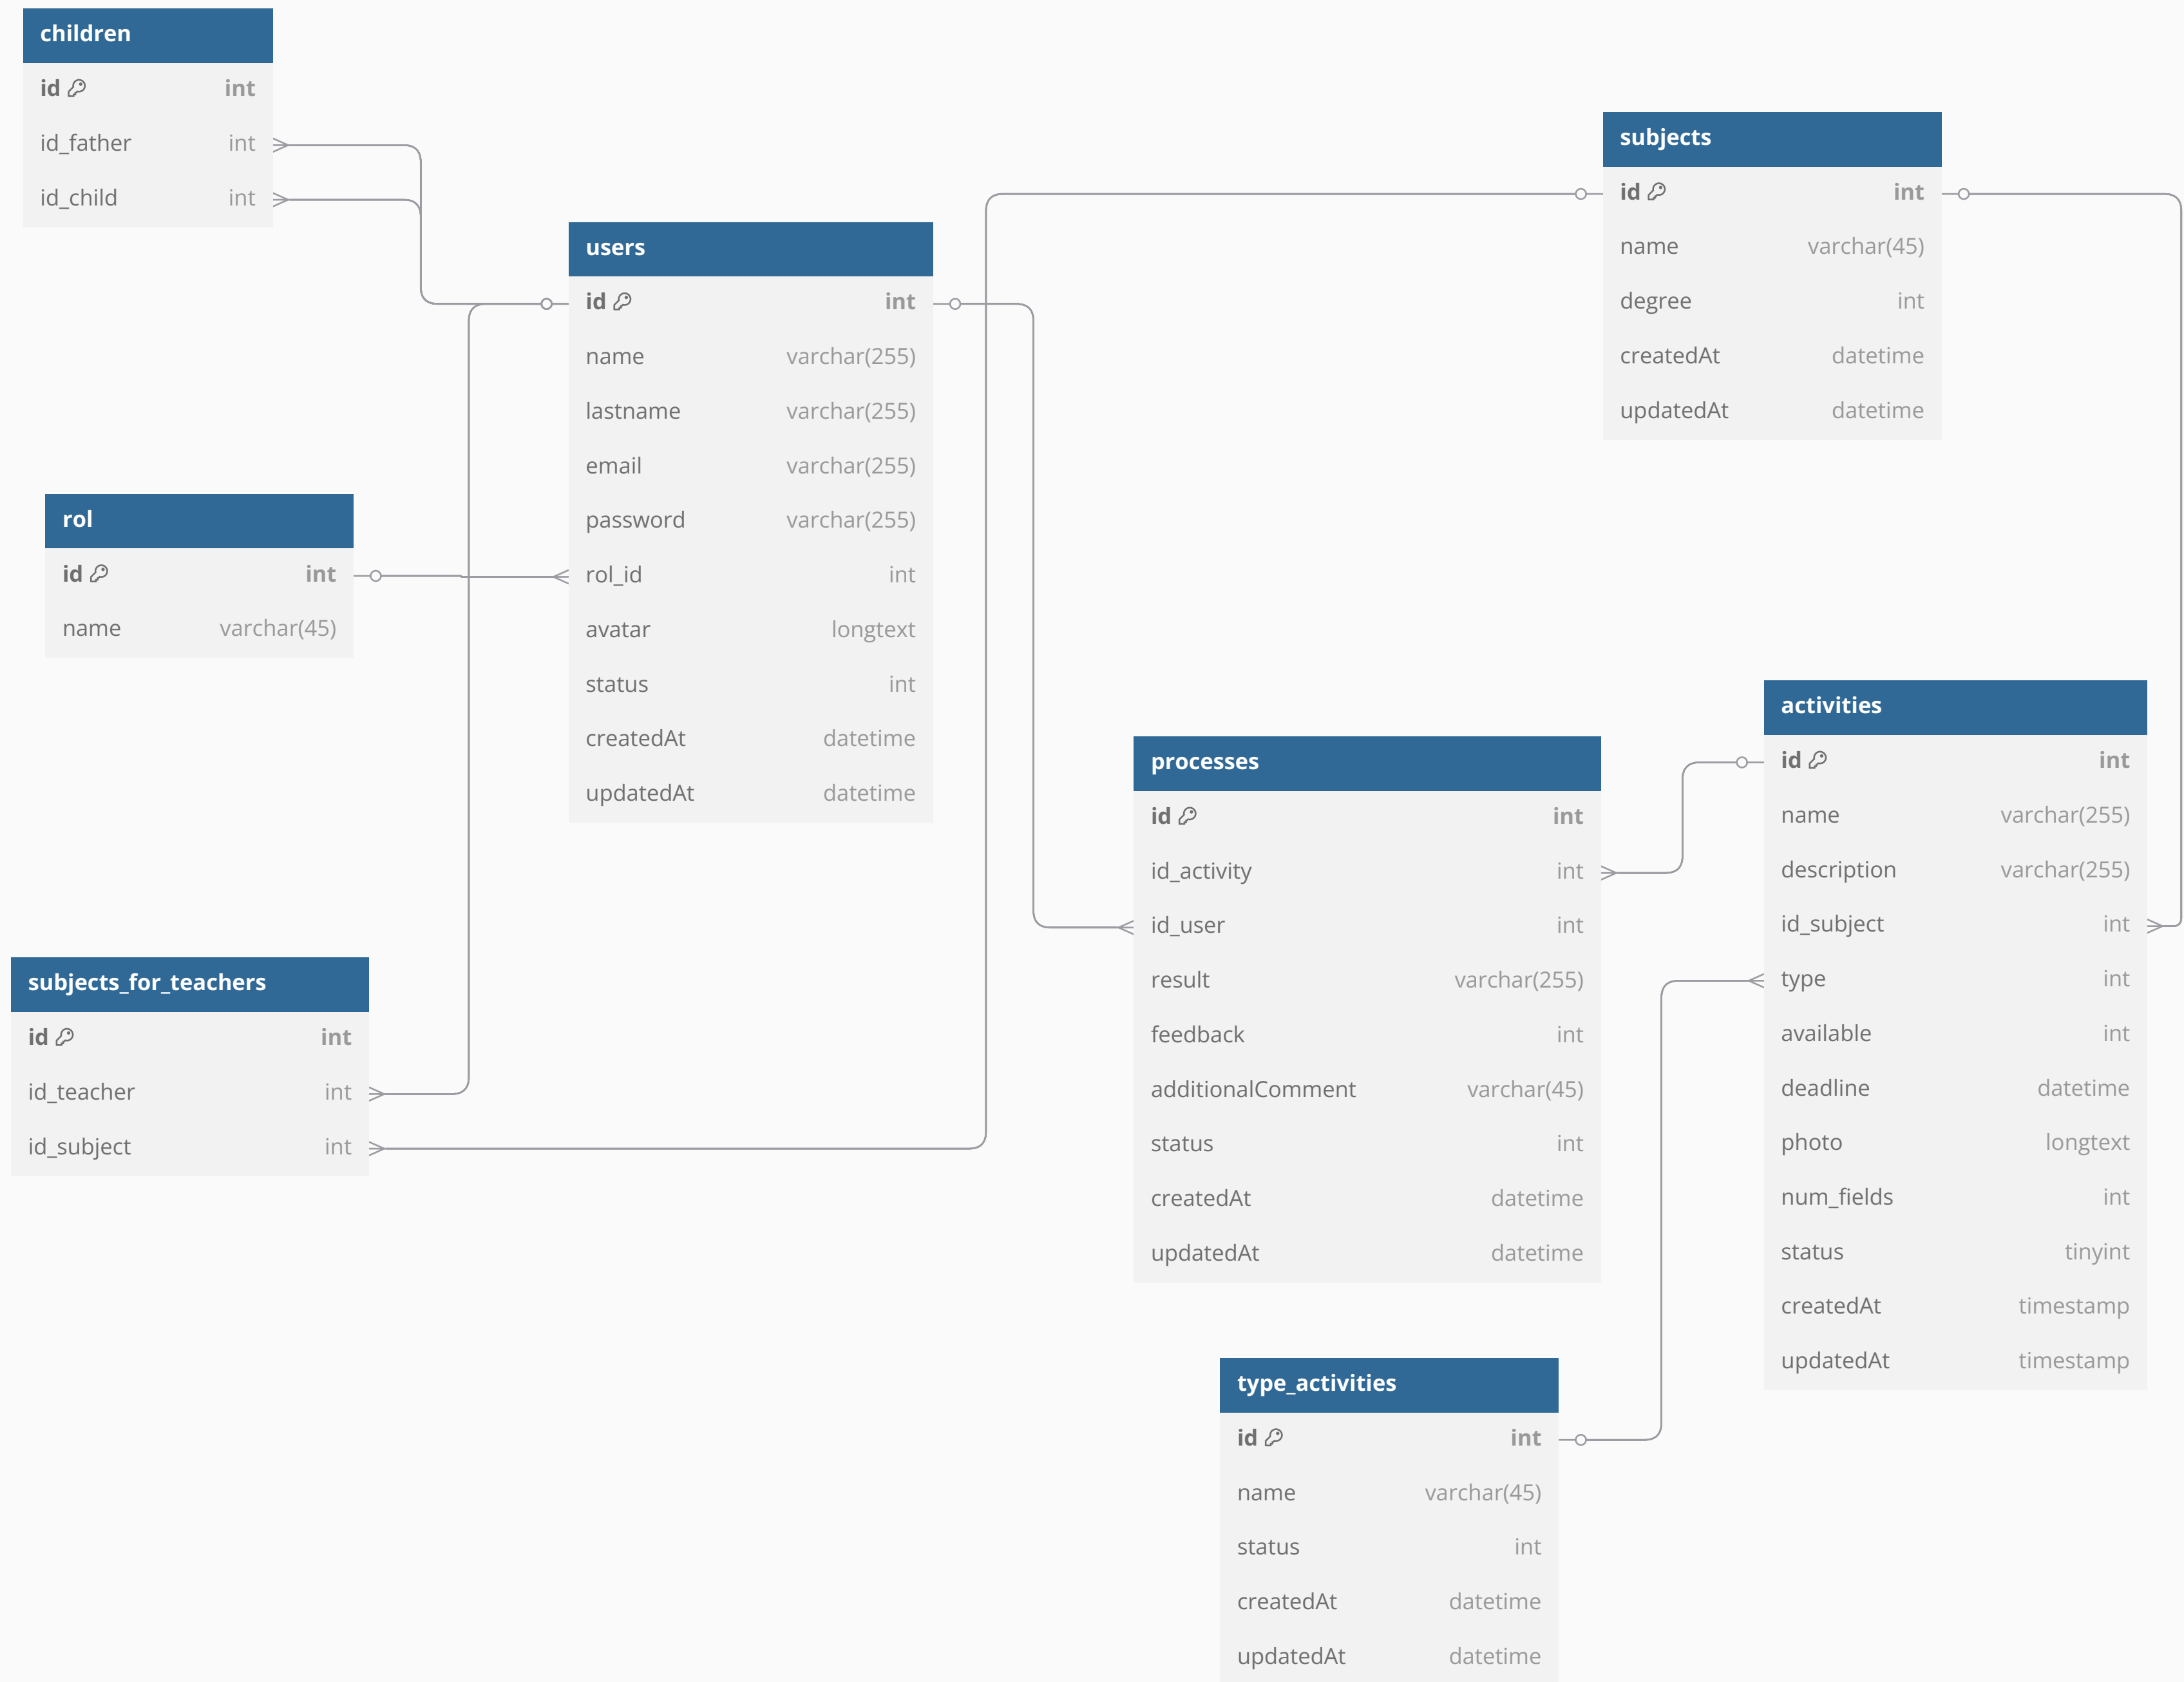 children
id int
id_father int
id_child int
users
id int
name varchar(255)
lastname varchar(255)
email varchar(255)
password varchar(255)
rol_id int
avatar longtext
status int
createdAt datetime
updatedAt datetime
rol
id int
name varchar(45)
subjects_for_teachers
id int
id_teacher int
id_subject int
subjects
id int
name varchar(45)
degree int
createdAt datetime
updatedAt datetime
processes
id int
id_activity int
id_user int
result varchar(255)
feedback int
additionalComment varchar(45)
status int
createdAt datetime
updatedAt datetime
activities
id int
name varchar(255)
description varchar(255)
id_subject int
type int
available int
deadline datetime
photo longtext
num_fields int
status tinyint
createdAt timestamp
updatedAt timestamp
type_activities
id int
name varchar(45)
status int
createdAt datetime
updatedAt datetime